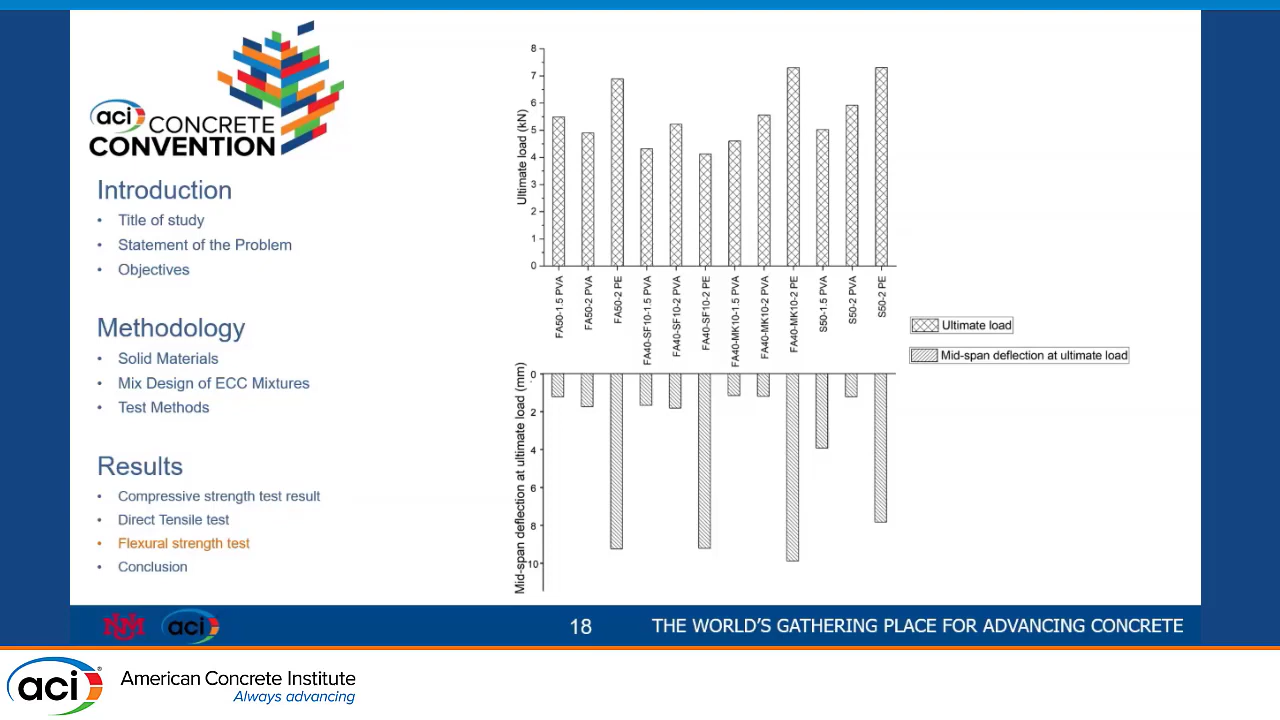 aci CONCRETE
CONVENTION
Introduction
• Title of study
• Statement of the Problem
• Objectives
Methodology
• Solid Materials
• Mix Design of ECC Mixtures
• Test Methods
Results
• Compressive strength test result
• Direct Tensile test
• Flexural strength test
• Conclusion
Ultimate load (kN)
8
7
6
5
4
3
2
1
0
FA50-1.5 PVA
FA50-2 PVA
FA50-2 PE
FA40-SF10-1.5 PVA
FA40-SF10-2 PVA
FA40-SF10-2 PE
FA40-MK10-1.5 PVA
FA40-MK10-2 PVA
FA40-MK10-2 PE
S50-1.5 PVA
S50-2 PVA
S50-2 PE
Ultimate load
Mid-span deflection at ultimate load
Mid-span deflection at ultimate load (mm)
0
2
4
6
8
10
NM aci
18
THE WORLD'S GATHERING PLACE FOR ADVANCING CONCRETE
aci® American Concrete Institute
Always advancing